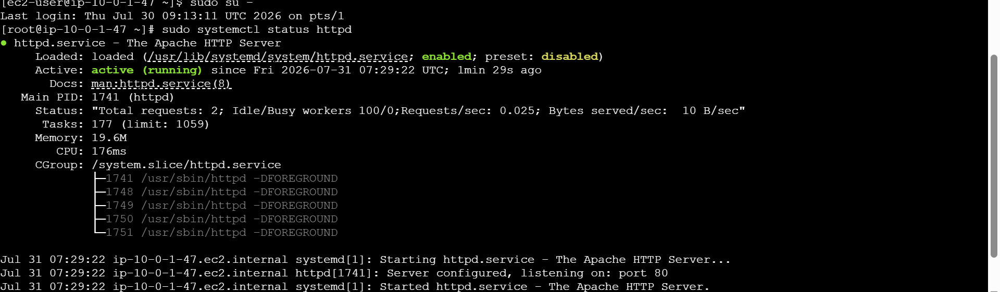 [ec2-user@ip-10-0-1-47 ~]$ sudo su -
Last login: Thu Jul 30 09:13:11 UTC 2026 on pts/1
[root@ip-10-0-1-47 ~]# sudo systemctl status httpd
● httpd.service - The Apache HTTP Server
     Loaded: loaded (/usr/lib/systemd/system/httpd.service; enabled; preset: disabled)
     Active: active (running) since Fri 2026-07-31 07:29:22 UTC; 1min 29s ago
       Docs: man:httpd.service(8)
   Main PID: 1741 (httpd)
     Status: "Total requests: 2; Idle/Busy workers 100/0;Requests/sec: 0.025; Bytes served/sec:  10 B/sec"
      Tasks: 177 (limit: 1059)
     Memory: 19.6M
        CPU: 176ms
     CGroup: /system.slice/httpd.service
             ├─1741 /usr/sbin/httpd -DFOREGROUND
             ├─1748 /usr/sbin/httpd -DFOREGROUND
             ├─1749 /usr/sbin/httpd -DFOREGROUND
             ├─1750 /usr/sbin/httpd -DFOREGROUND
             └─1751 /usr/sbin/httpd -DFOREGROUND
Jul 31 07:29:22 ip-10-0-1-47.ec2.internal systemd[1]: Starting httpd.service - The Apache HTTP Server...
Jul 31 07:29:22 ip-10-0-1-47.ec2.internal httpd[1741]: Server configured, listening on: port 80
Jul 31 07:29:22 ip-10-0-1-47.ec2.internal systemd[1]: Started httpd.service - The Apache HTTP Server.